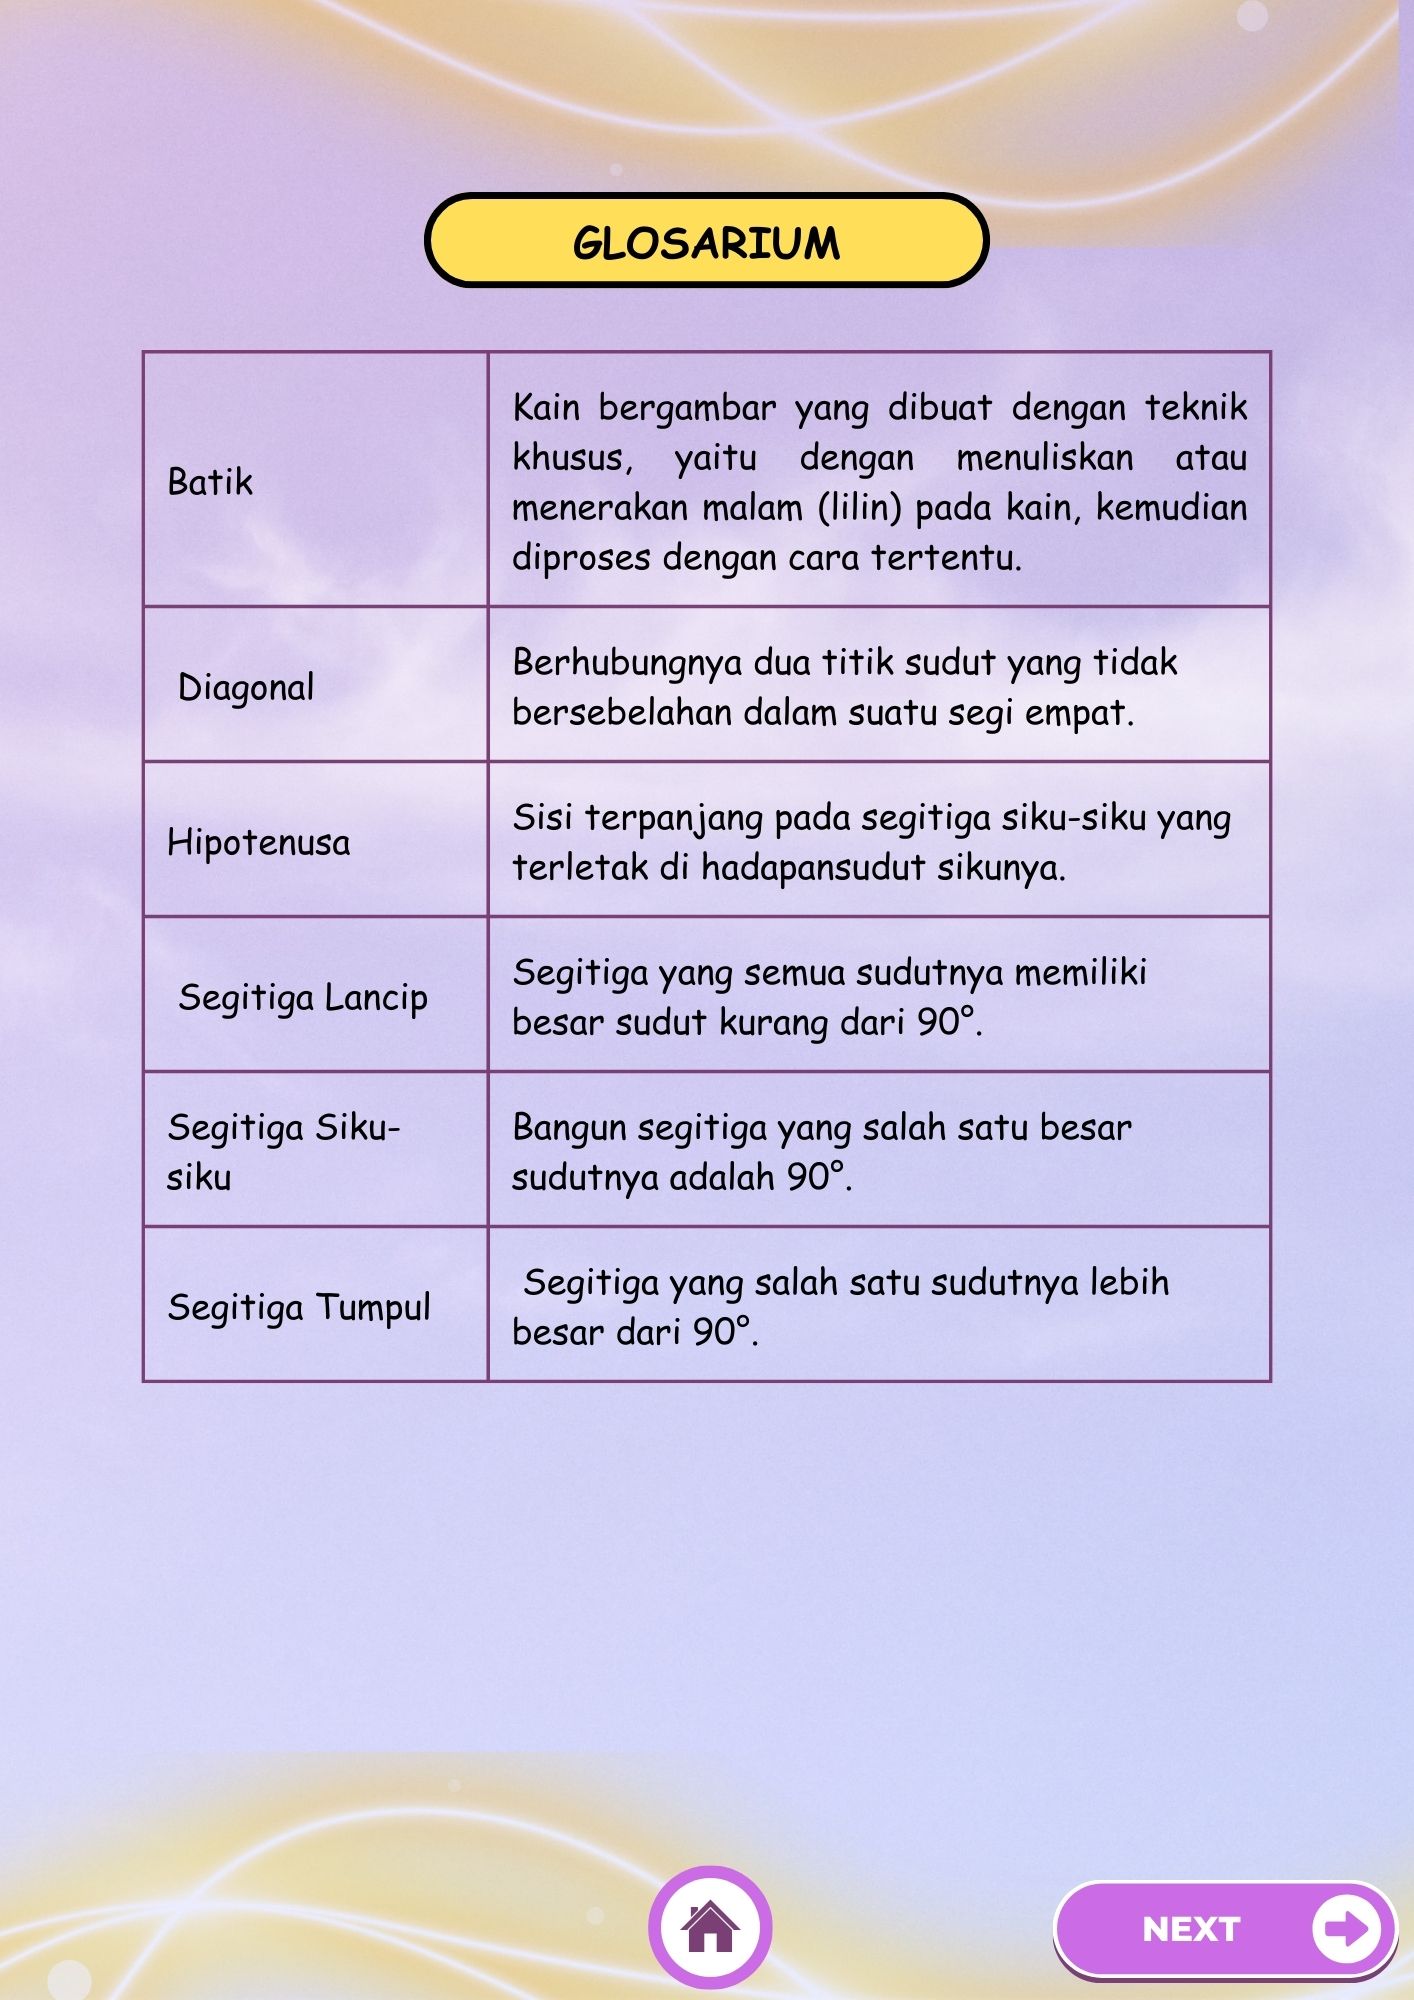 GLOSARIUM
Batik
Kain bergambar yang dibuat dengan teknik
khusus, yaitu dengan menuliskan atau
menerakan malam (lilin) pada kain, kemudian
diproses dengan cara tertentu.
Diagonal
Berhubungnya dua titik sudut yang tidak
bersebelahan dalam suatu segi empat.
Hipotenusa
Sisi terpanjang pada segitiga siku-siku yang
terletak di hadapansudut sikunya.
Segitiga Lancip
Segitiga yang semua sudutnya memiliki
besar sudut kurang dari 90°.
Segitiga Siku-
siku
Bangun segitiga yang salah satu besar
sudutnya adalah 90°.
Segitiga Tumpul
Segitiga yang salah satu sudutnya lebih
besar dari 90°.
NEXT